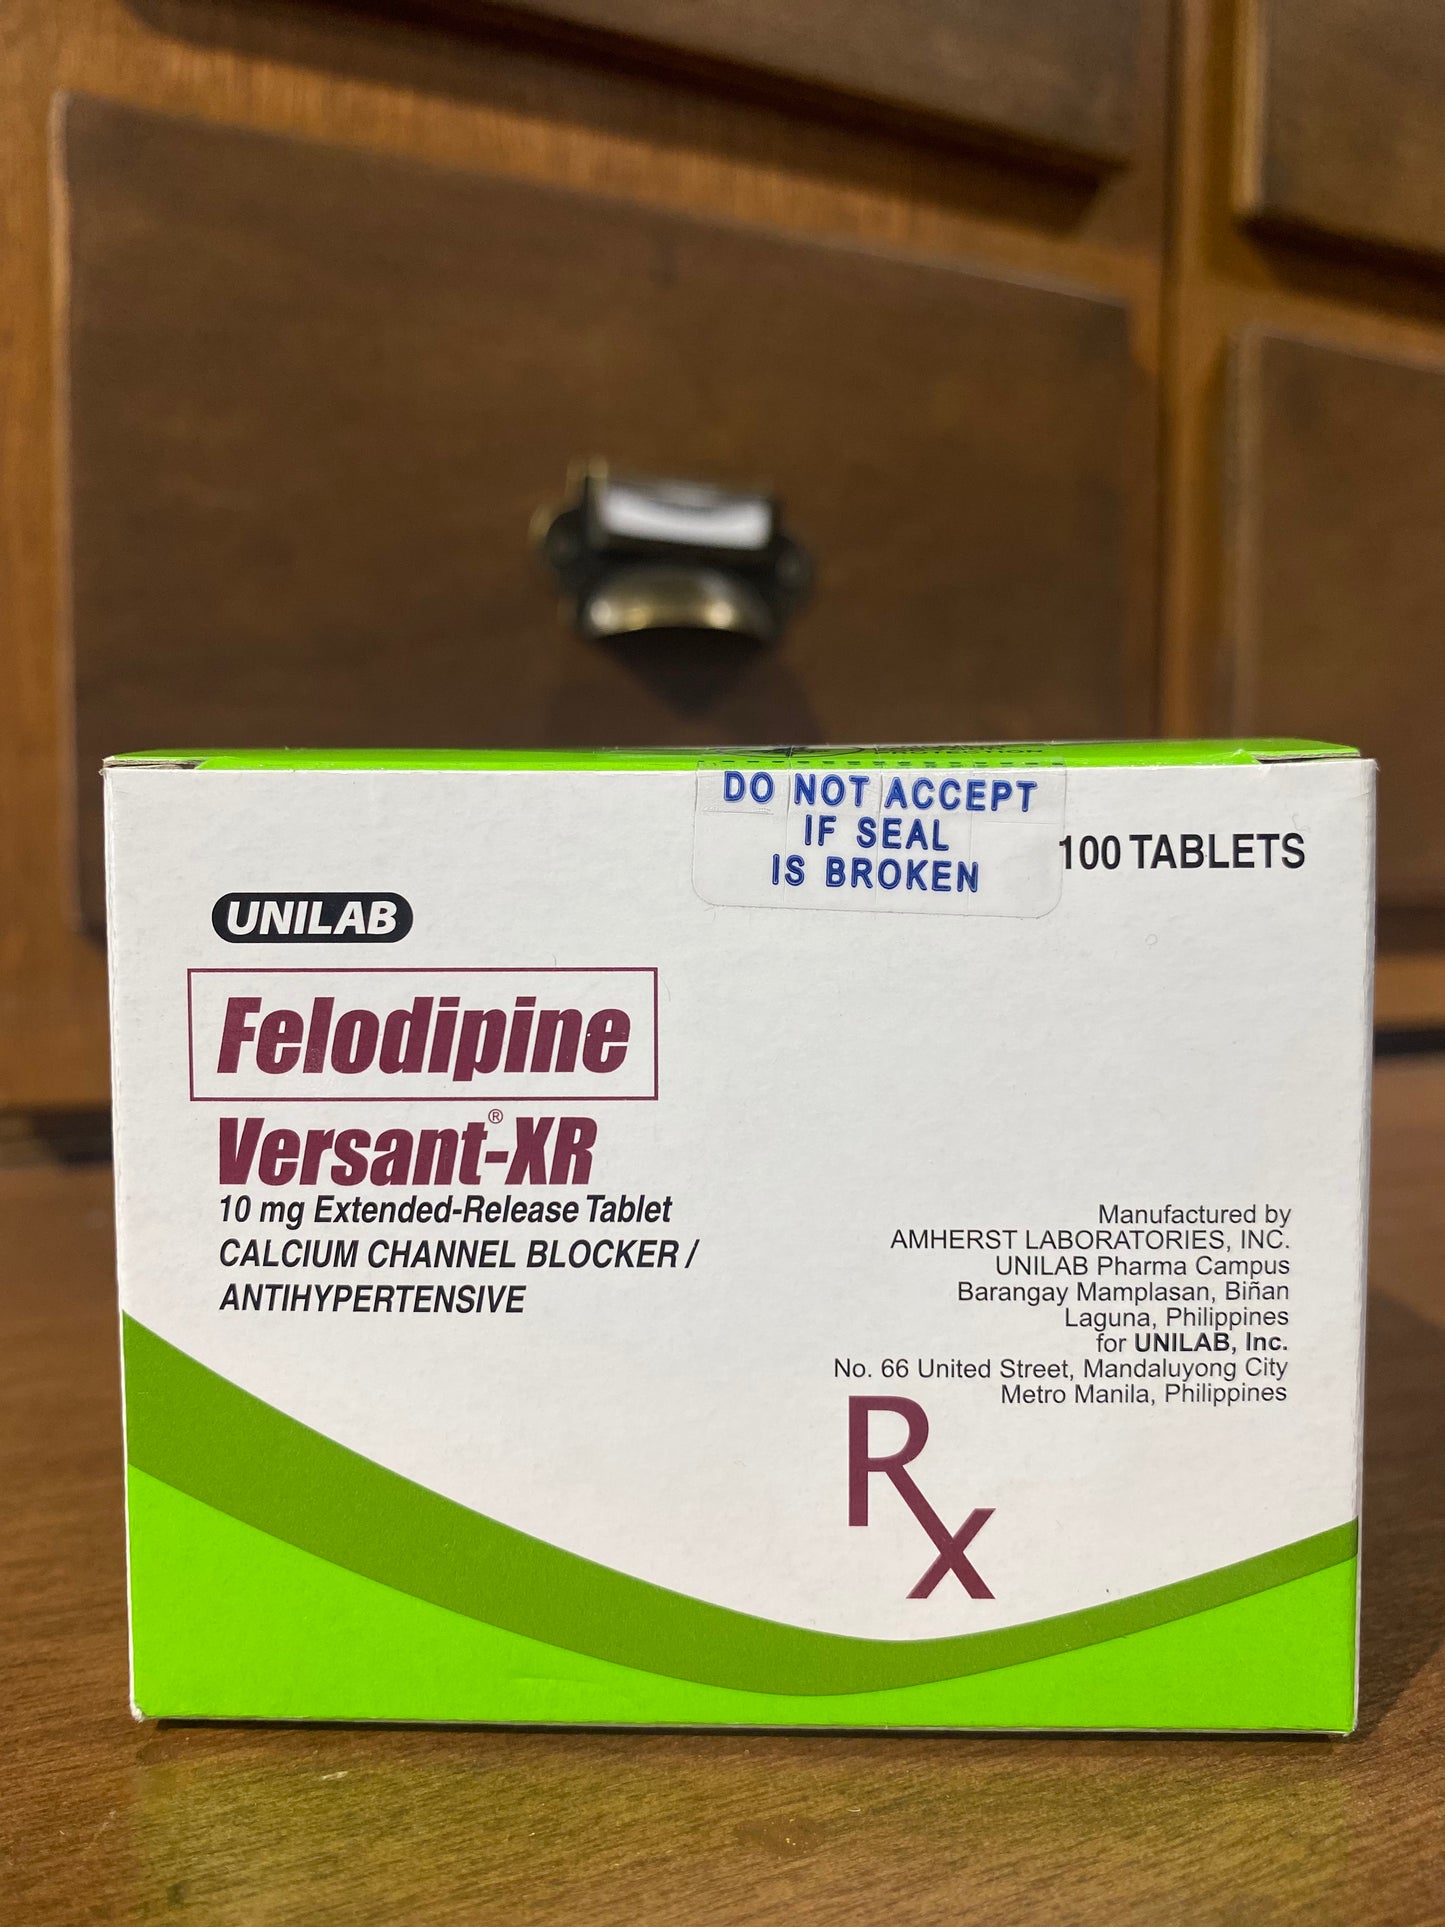 DO NOT ACCEPT
IF SEAL
IS BROKEN
100 TABLETS
UNILAB
Felodipine
Versant®-XR
10 mg Extended-Release Tablet
CALCIUM CHANNEL BLOCKER /
ANTIHYPERTENSIVE
Manufactured by
AMHERST LABORATORIES, INC.
UNILAB Pharma Campus
Barangay Mamplasan, Biñan
Laguna, Philippines
for UNILAB, Inc.
No. 66 United Street, Mandaluyong City
Metro Manila, Philippines
Rx